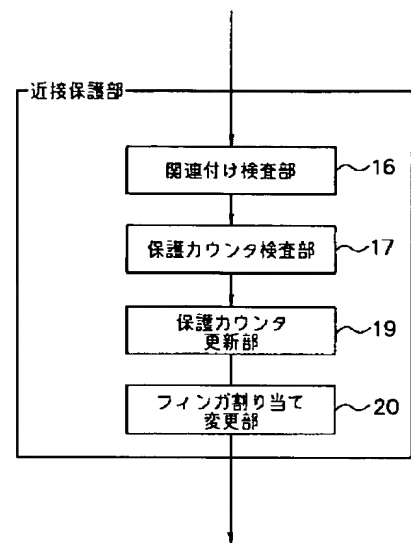 近接保護部
関連付け検査部
16
保護カウンタ検査部
17
保護カウンタ
更新部
19
フィンガ割り当て
変更部
20